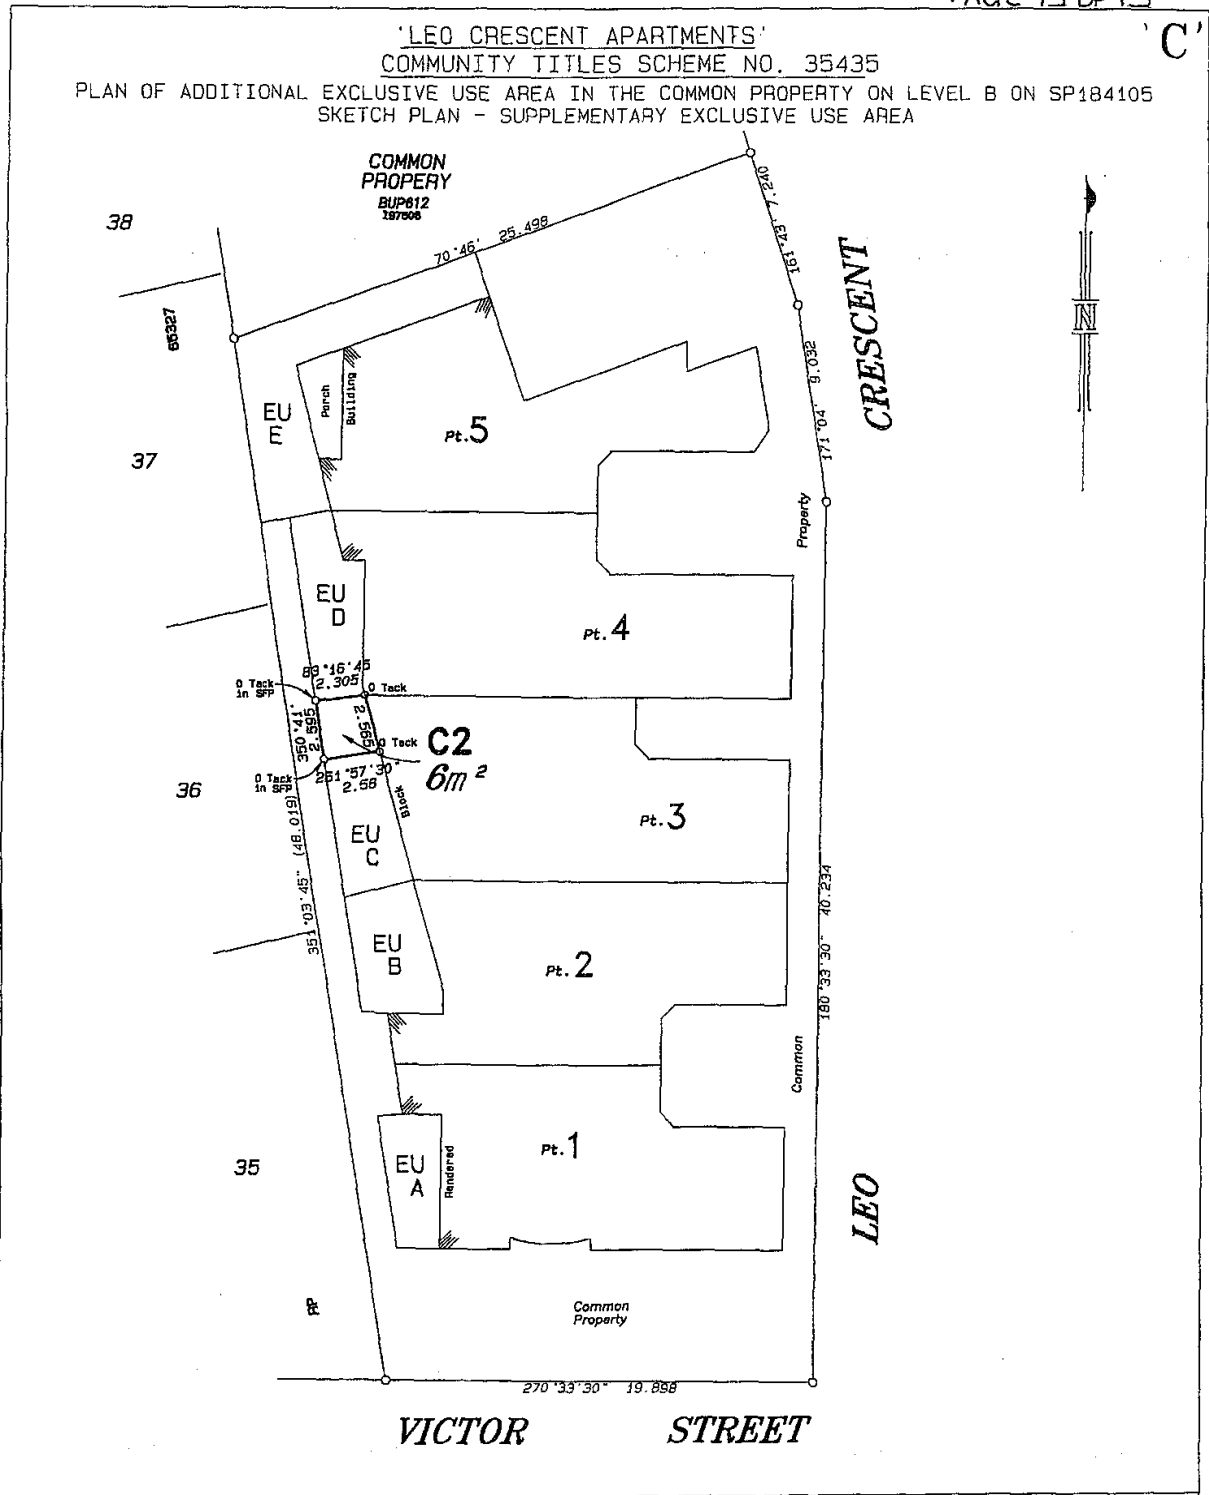 'C'
'LEO CRESCENT APARTMENTS'
COMMUNITY TITLES SCHEME NO. 35435
PLAN OF ADDITIONAL EXCLUSIVE USE AREA IN THE COMMON PROPERTY ON LEVEL B ON SP184105
SKETCH PLAN - SUPPLEMENTARY EXCLUSIVE USE AREA
COMMON
PROPERY
BUP612
197606
38
70°46' 25.498
161°43' 7.240
CRESCENT
N
65327
171°04' 9.032
Porch
Building
EU
E
Pt.5
37
Property
EU
D
Pt.4
83°16'45
2.305
O Tack
in SFP
O Tack
350°41'
2.595
2.565
O Tack
C2
6m²
O Tack
in SFP
261°57'30"
2.58
36
Block
Pt.3
351°03'45" (48.019)
EU
C
180°33'30" 40.234
EU
B
Pt.2
Common
35
Pt.1
EU
A
Rendered
LEO
RP
Common
Property
270°33'30" 19.898
VICTOR STREET